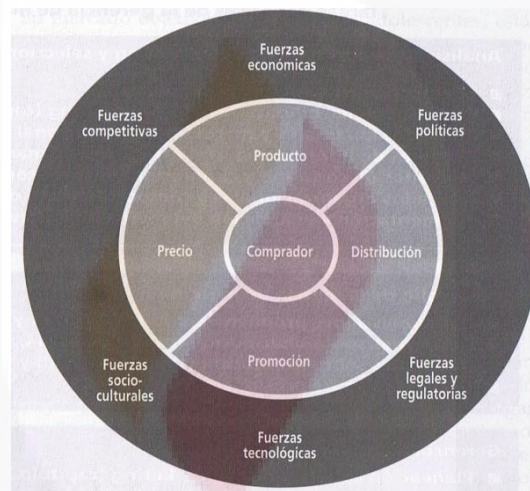 Fuerzas
económicas
Fuerzas
competitivas
Fuerzas
políticas
Producto
Precio
Comprador
Distribución
Promoción
Fuerzas
socio-
culturales
Fuerzas
legales y
regulatorias
Fuerzas
tecnológicas